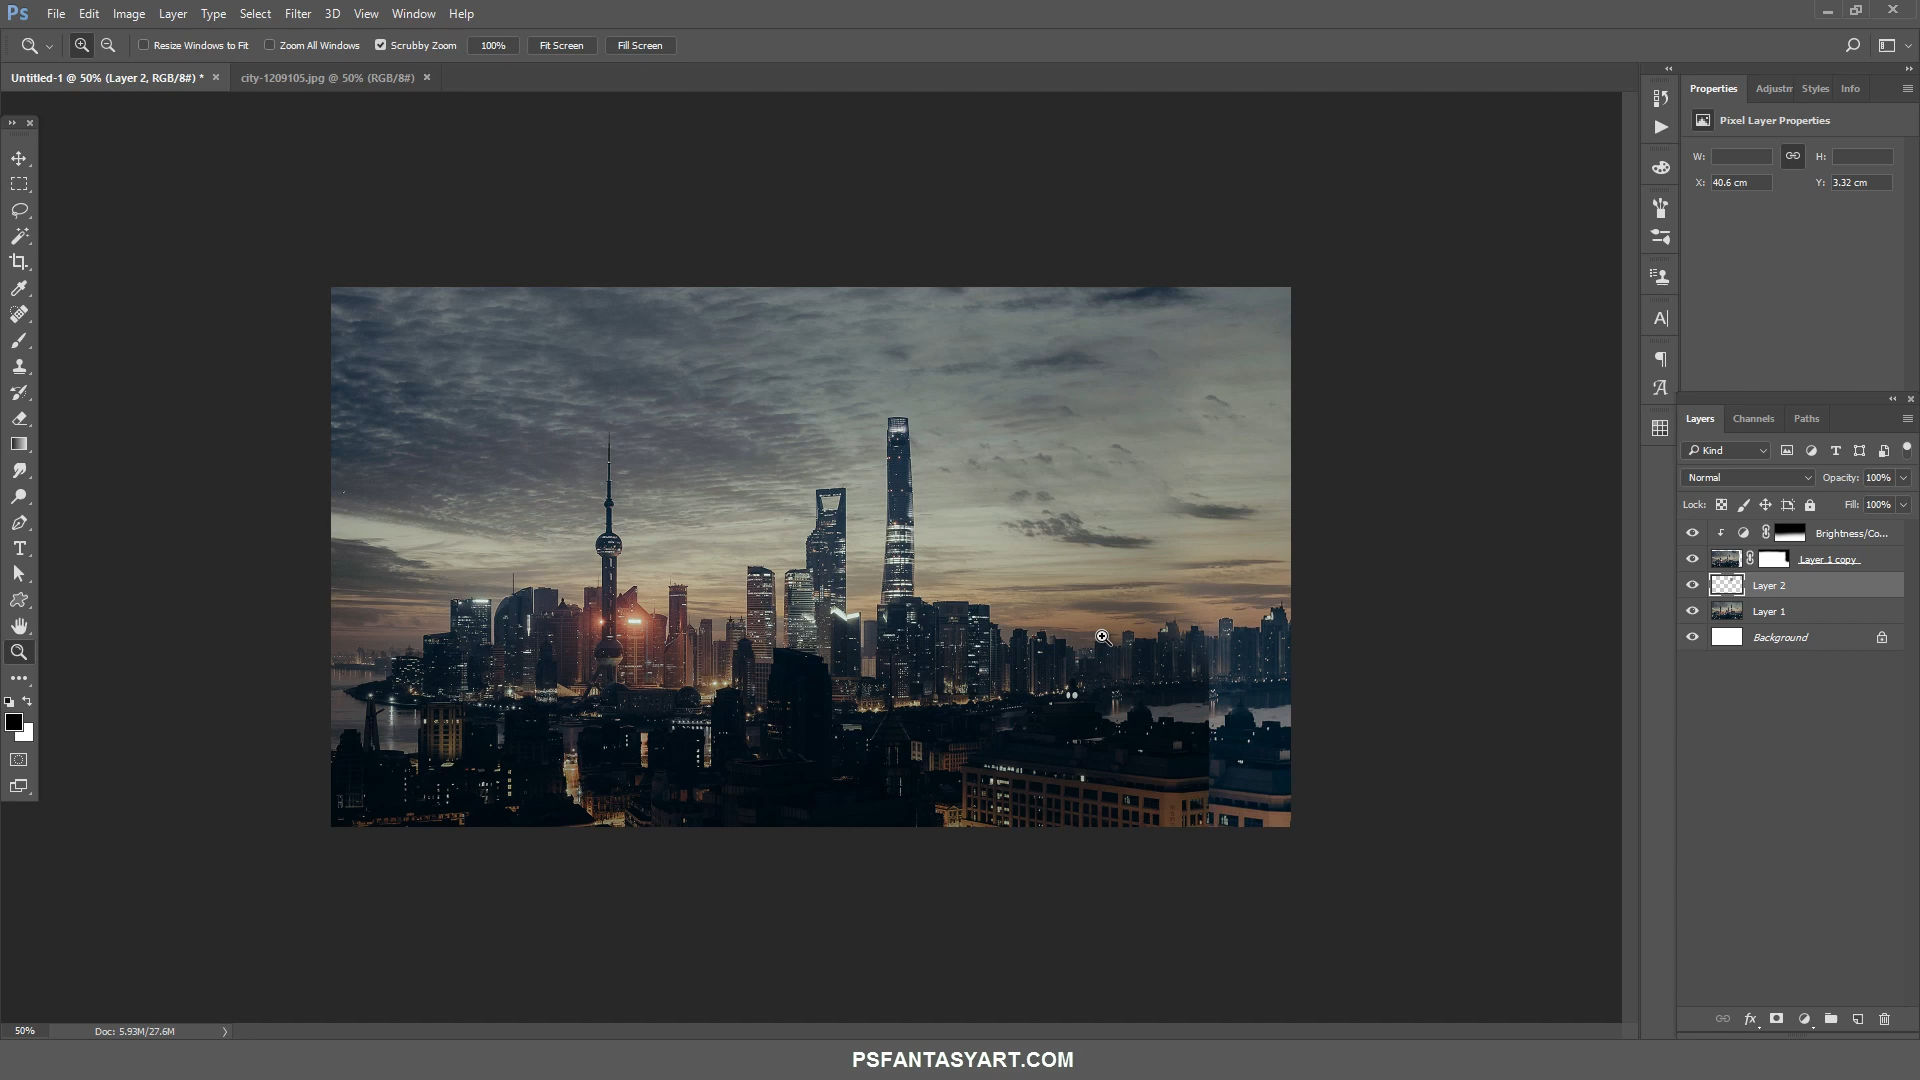 Ps File Edit Image Layer Type Select Filter 3D View Window Help
Resize Windows to Fit Zoom All Windows Scrubby Zoom 100% Fit Screen Fill Screen
Untitled-1 @ 50% (Layer 2, RGB/8#) * × city-1209105.jpg @ 50% (RGB/8#) ×
Properties Adjustm Styles Info
Pixel Layer Properties
W: H:
X: 40.6 cm Y: 3.32 cm
Layers Channels Paths
Kind
Normal Opacity: 100%
Lock: Fill: 100%
Brightness/Co...
Layer 1 copy
Layer 2
Layer 1
Background
50% Doc: 5.93M/27.6M
PSFANTASYART.COM